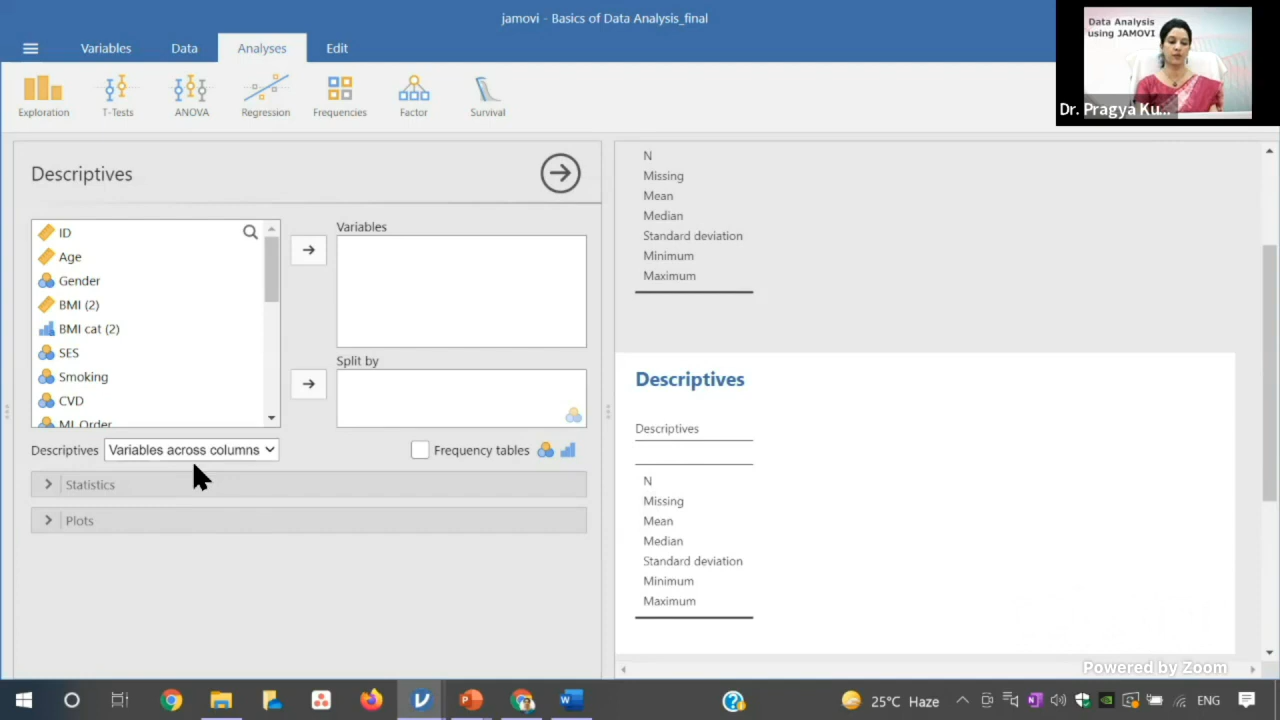 jamovi - Basics of Data Analysis_final
Variables
Data
Analyses
Edit
Exploration
T-Tests
ANOVA
Regression
Frequencies
Factor
Survival
Data Analysis
using JAMOVI
Dr. Pragya Ku...
Descriptives
ID
Age
Gender
BMI (2)
BMI cat (2)
SES
Smoking
CVD
MI Order
Variables
Split by
Descriptives
Variables across columns
Frequency tables
Statistics
Plots
N
Missing
Mean
Median
Standard deviation
Minimum
Maximum
Descriptives
Descriptives
N
Missing
Mean
Median
Standard deviation
Minimum
Maximum
Powered by Zoom
25°C Haze
ENG